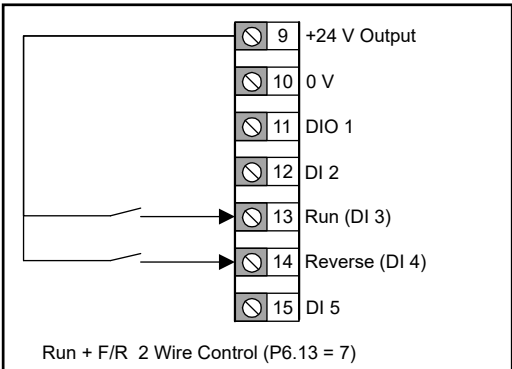 9 +24 V Output
10 0 V
11 DIO 1
12 DI 2
13 Run (DI 3)
14 Reverse (DI 4)
15 DI 5
Run + F/R 2 Wire Control (P6.13 = 7)